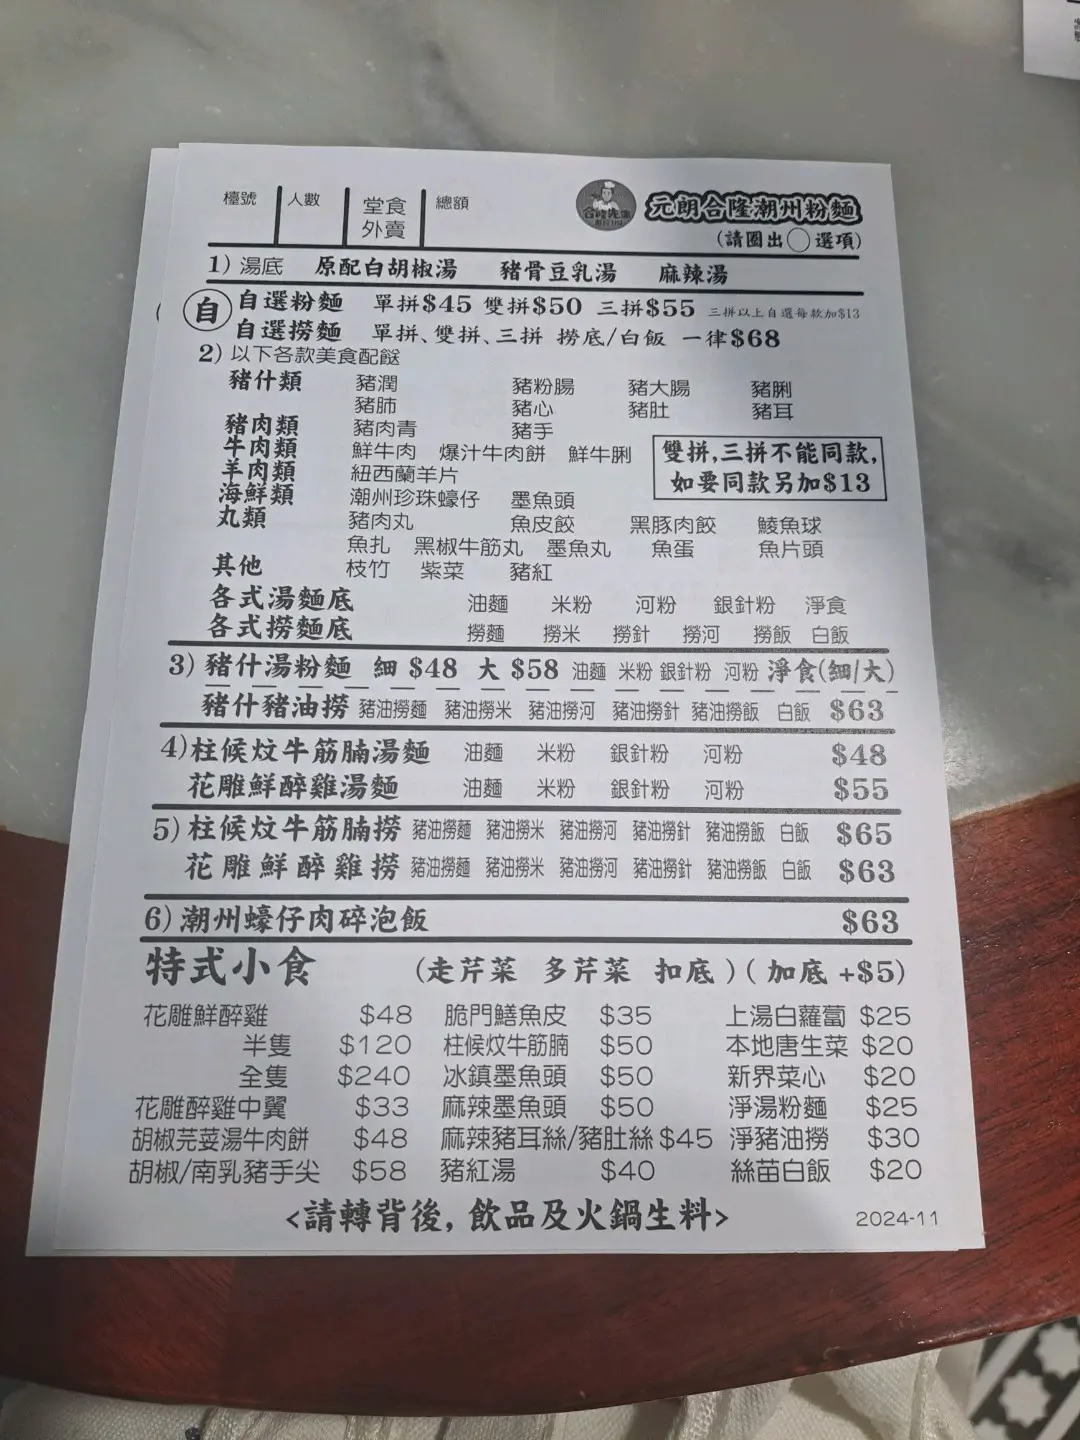 檯號 人數 堂食 外賣 總額
元朗合隆潮州粉麵
(請圈出○選項)
1) 湯底 原配白胡椒湯 豬骨豆乳湯 麻辣湯
自 自選粉麵 單拼$45 雙拼$50 三拼$55 三拼以上自選每款加$13
自選撈麵 單拼、雙拼、三拼 撈底/白飯 一律$68
2) 以下各款美食配餸
豬什類 豬潤 豬粉腸 豬大腸 豬脷
豬肺 豬心 豬肚 豬耳
豬肉類 豬肉青 豬手
牛肉類 鮮牛肉 爆汁牛肉餅 鮮牛脷
雙拼,三拼不能同款,
如要同款另加$13
羊肉類 紐西蘭羊片
海鮮類 潮州珍珠蠔仔 墨魚頭
丸類 豬肉丸 魚皮餃 黑豚肉餃 鯪魚球
魚扎 黑椒牛筋丸 墨魚丸 魚蛋 魚片頭
其他 枝竹 紫菜 豬紅
各式湯麵底 油麵 米粉 河粉 銀針粉 淨食
各式撈麵底 撈麵 撈米 撈針 撈河 撈飯 白飯
3) 豬什湯粉麵 細 $48 大 $58 油麵 米粉 銀針粉 河粉 淨食(細/大)
豬什豬油撈 豬油撈麵 豬油撈米 豬油撈河 豬油撈針 豬油撈飯 白飯 $63
4) 柱候炆牛筋腩湯麵 油麵 米粉 銀針粉 河粉 $48
花雕鮮醉雞湯麵 油麵 米粉 銀針粉 河粉 $55
5) 柱候炆牛筋腩撈 豬油撈麵 豬油撈米 豬油撈河 豬油撈針 豬油撈飯 白飯 $65
花雕鮮醉雞撈 豬油撈麵 豬油撈米 豬油撈河 豬油撈針 豬油撈飯 白飯 $63
6) 潮州蠔仔肉碎泡飯 $63
特式小食 (走芹菜 多芹菜 扣底)(加底 +$5)
花雕鮮醉雞 $48 脆門鱔魚皮 $35 上湯白蘿蔔 $25
半隻 $120 柱候炆牛筋腩 $50 本地唐生菜 $20
全隻 $240 冰鎮墨魚頭 $50 新界菜心 $20
花雕醉雞中翼 $33 麻辣墨魚頭 $50 淨湯粉麵 $25
胡椒芫荽湯牛肉餅 $48 麻辣豬耳絲/豬肚絲 $45 淨豬油撈 $30
胡椒/南乳豬手尖 $58 豬紅湯 $40 絲苗白飯 $20
<請轉背後, 飲品及火鍋生料>
2024-11